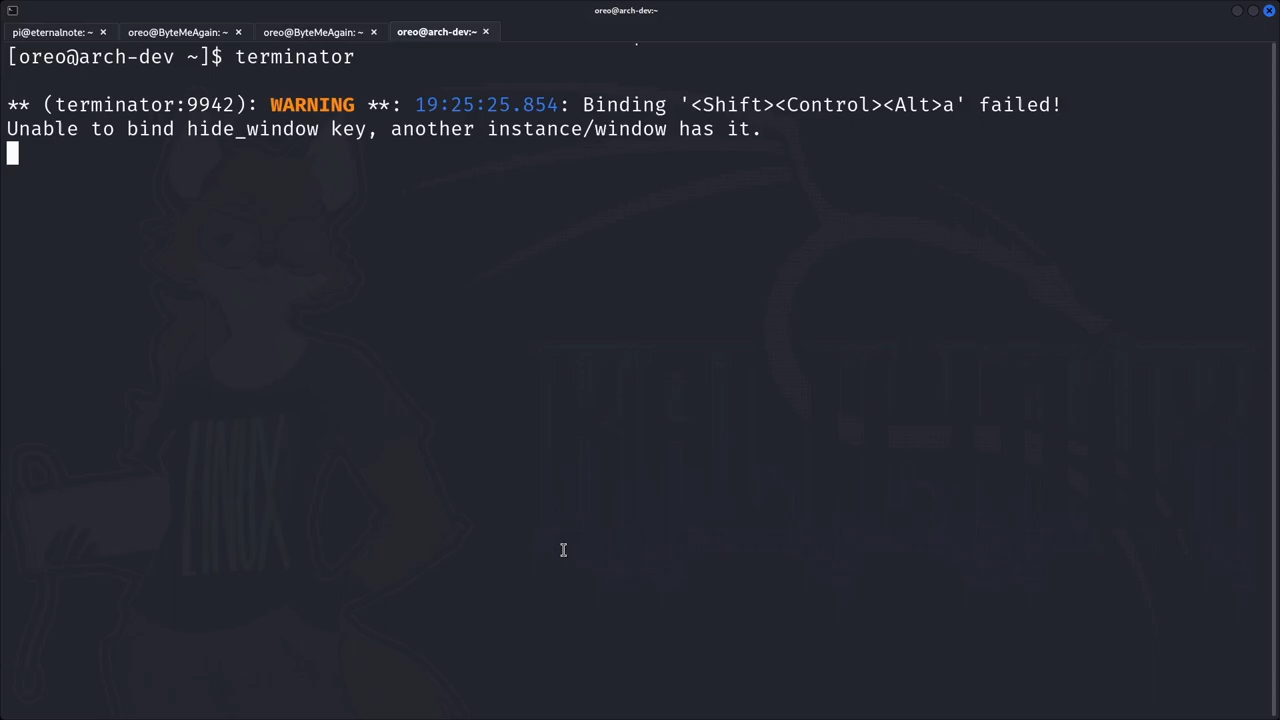 oreo@arch-dev:~
pi@eternalnote: ~ × oreo@ByteMeAgain: ~ × oreo@ByteMeAgain: ~ × oreo@arch-dev:~ ×
[oreo@arch-dev ~]$ terminator
** (terminator:9942): WARNING **: 19:25:25.854: Binding '<Shift><Control><Alt>a' failed!
Unable to bind hide_window key, another instance/window has it.
LINUX